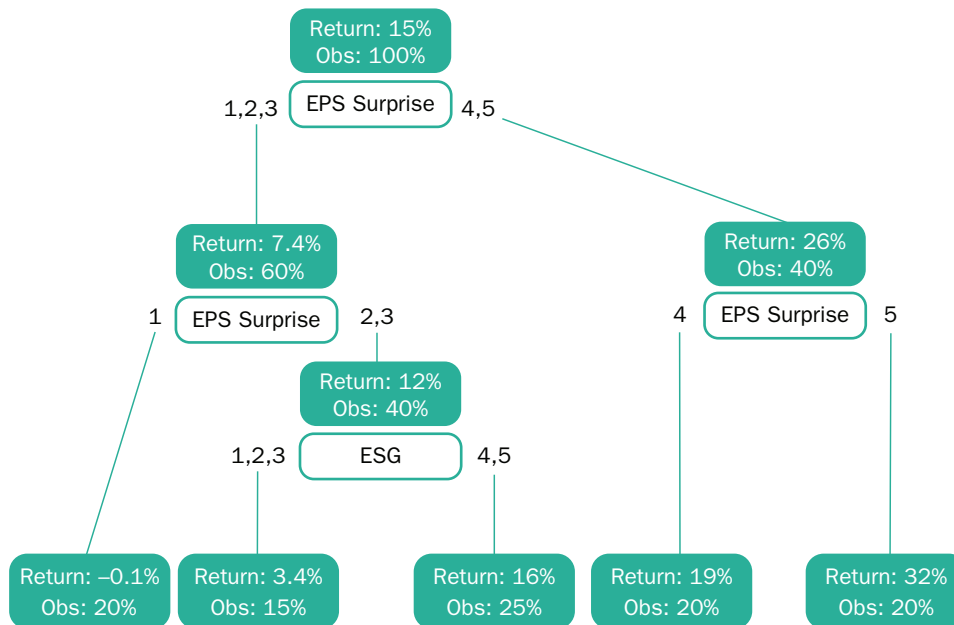 Return: 15%
Obs: 100%
1,2,3
EPS Surprise
4,5
Return: 7.4%
Obs: 60%
1
EPS Surprise
2,3
Return: 26%
Obs: 40%
4
EPS Surprise
5
Return: 12%
Obs: 40%
1,2,3
ESG
4,5
Return: –0.1%
Obs: 20%
Return: 3.4%
Obs: 15%
Return: 16%
Obs: 25%
Return: 19%
Obs: 20%
Return: 32%
Obs: 20%